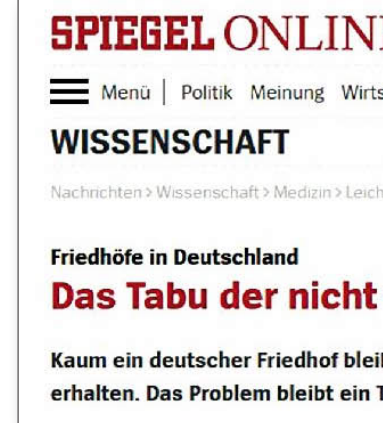 SPIEGEL ONLIN
Menü | Politik Meinung Wirts
WISSENSCHAFT
Nachrichten > Wissenschaft > Medizin > Leich
Friedhöfe in Deutschland
Das Tabu der nicht
Kaum ein deutscher Friedhof blei
erhalten. Das Problem bleibt ein T